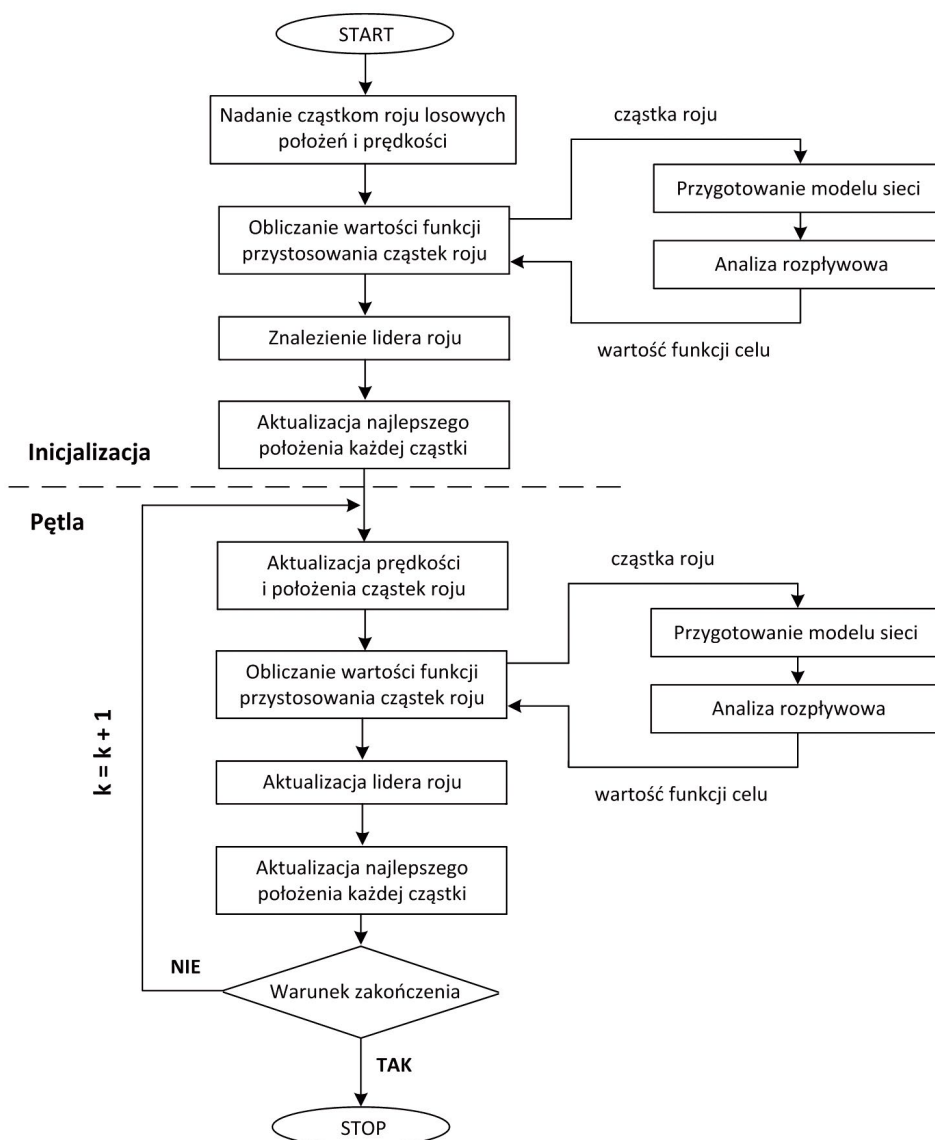 START
Nadanie cząstkom roju losowych
położeń i prędkości
cząstka roju
Przygotowanie modelu sieci
Obliczanie wartości funkcji
przystosowania cząstek roju
Analiza rozpływowa
Znalezienie lidera roju
wartość funkcji celu
Aktualizacja najlepszego
położenia każdej cząstki
Inicjalizacja
Pętla
Aktualizacja prędkości
i położenia cząstek roju
cząstka roju
Przygotowanie modelu sieci
Obliczanie wartości funkcji
przystosowania cząstek roju
Analiza rozpływowa
k = k + 1
Aktualizacja lidera roju
wartość funkcji celu
Aktualizacja najlepszego
położenia każdej cząstki
NIE
Warunek zakończenia
TAK
STOP